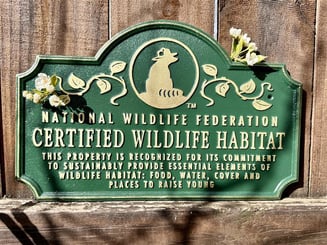 TM
NATIONAL WILDLIFE FEDERATION
CERTIFIED WILDLIFE HABITAT
THIS PROPERTY IS RECOGNIZED FOR ITS COMMITMENT
TO SUSTAINABLY PROVIDE ESSENTIAL ELEMENTS OF
WILDLIFE HABITAT: FOOD, WATER, COVER AND
PLACES TO RAISE YOUNG